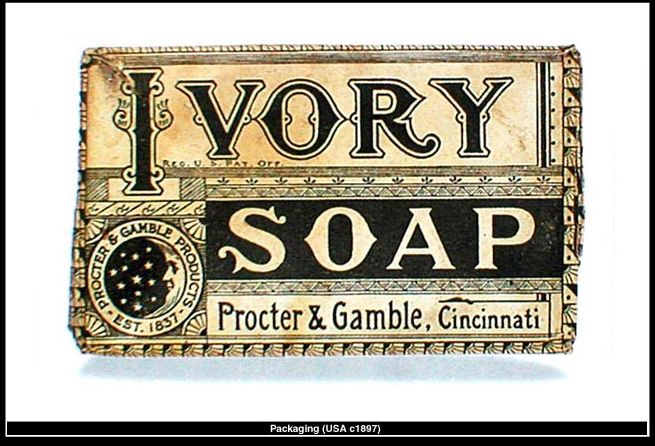 IVORY
REG. U. S. PAT. OFF.
SOAP
PROCTER & GAMBLE PRODUCTS
EST. 1837
Procter & Gamble, Cincinnati
Packaging (USA c1897)